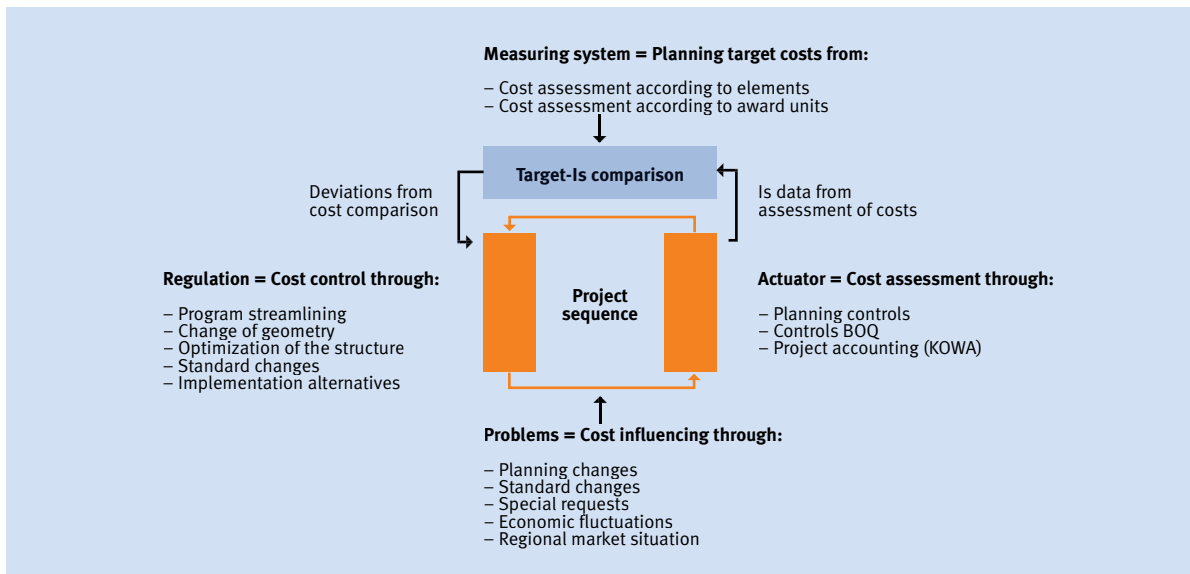 Measuring system = Planning target costs from:
– Cost assessment according to elements
– Cost assessment according to award units
Target-Is comparison
Deviations from
cost comparison
Is data from
assessment of costs
Regulation = Cost control through:
– Program streamlining
– Change of geometry
– Optimization of the structure
– Standard changes
– Implementation alternatives
Project
sequence
Actuator = Cost assessment through:
– Planning controls
– Controls BOQ
– Project accounting (KOWA)
Problems = Cost influencing through:
– Planning changes
– Standard changes
– Special requests
– Economic fluctuations
– Regional market situation